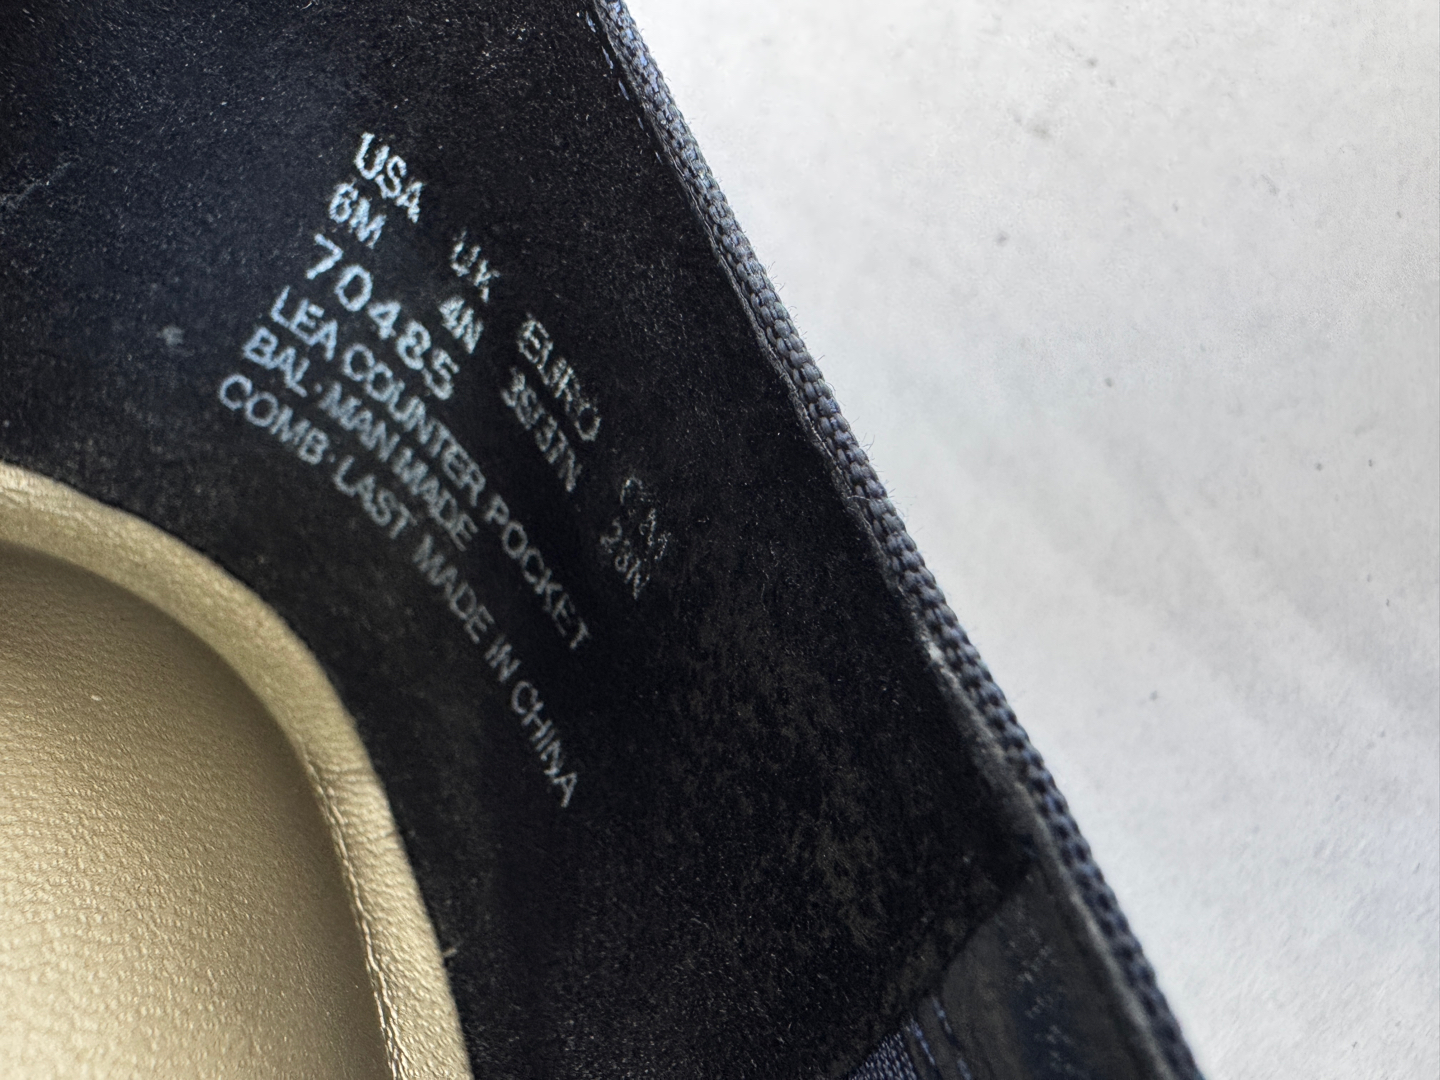 USA UK EURO
6M 4N
70485
LEA COUNTER POCKET
BAL·MAN MADE
COMB·LAST MADE IN CHINA